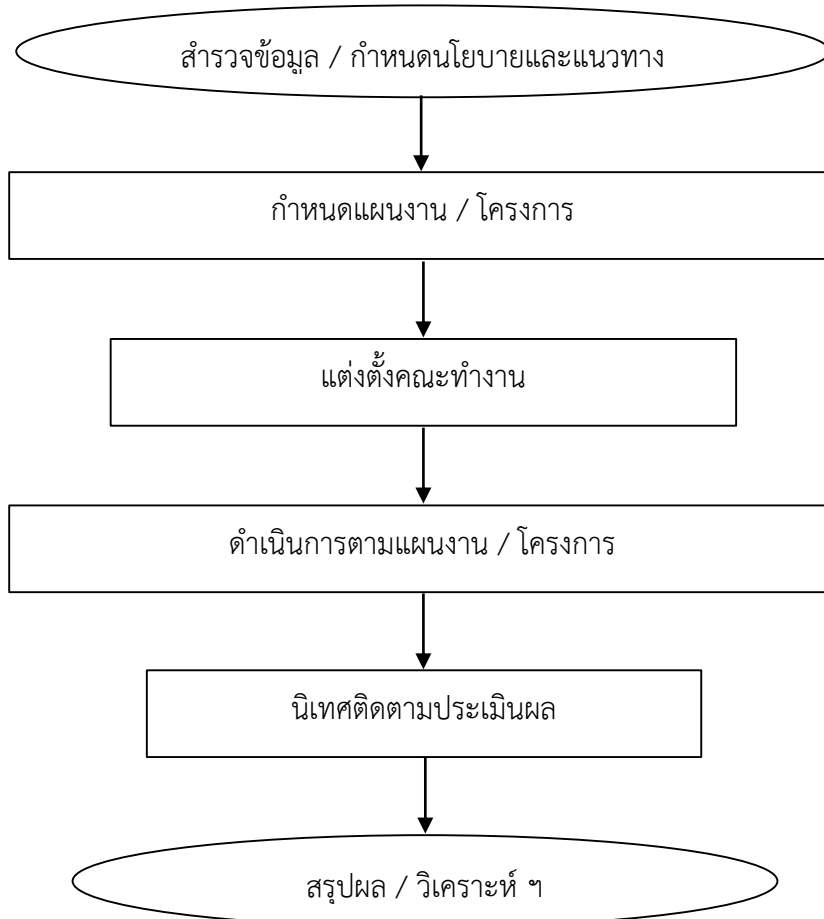 สำรวจข้อมูล / กำหนดนโยบายและแนวทาง
กำหนดแผนงาน / โครงการ
แต่งตั้งคณะทำงาน
ดำเนินการตามแผนงาน / โครงการ
นิเทศติดตามประเมินผล
สรุปผล / วิเคราะห์ ฯ